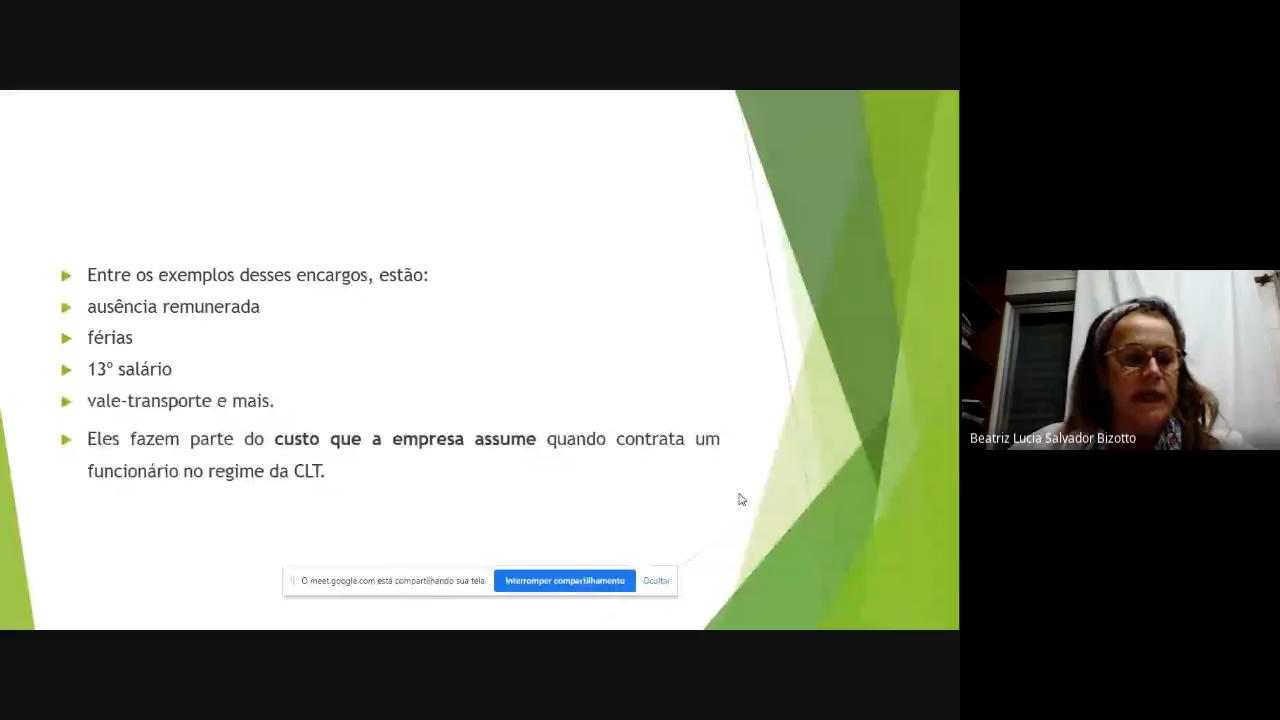 Entre os exemplos desses encargos, estão:
ausência remunerada
férias
13º salário
vale-transporte e mais.
Eles fazem parte do custo que a empresa assume quando contrata um
funcionário no regime da CLT.
O meet.google.com está compartilhando sua tela.
Interromper compartilhamento
Ocultar
Beatriz Lucia Salvador Bizotto